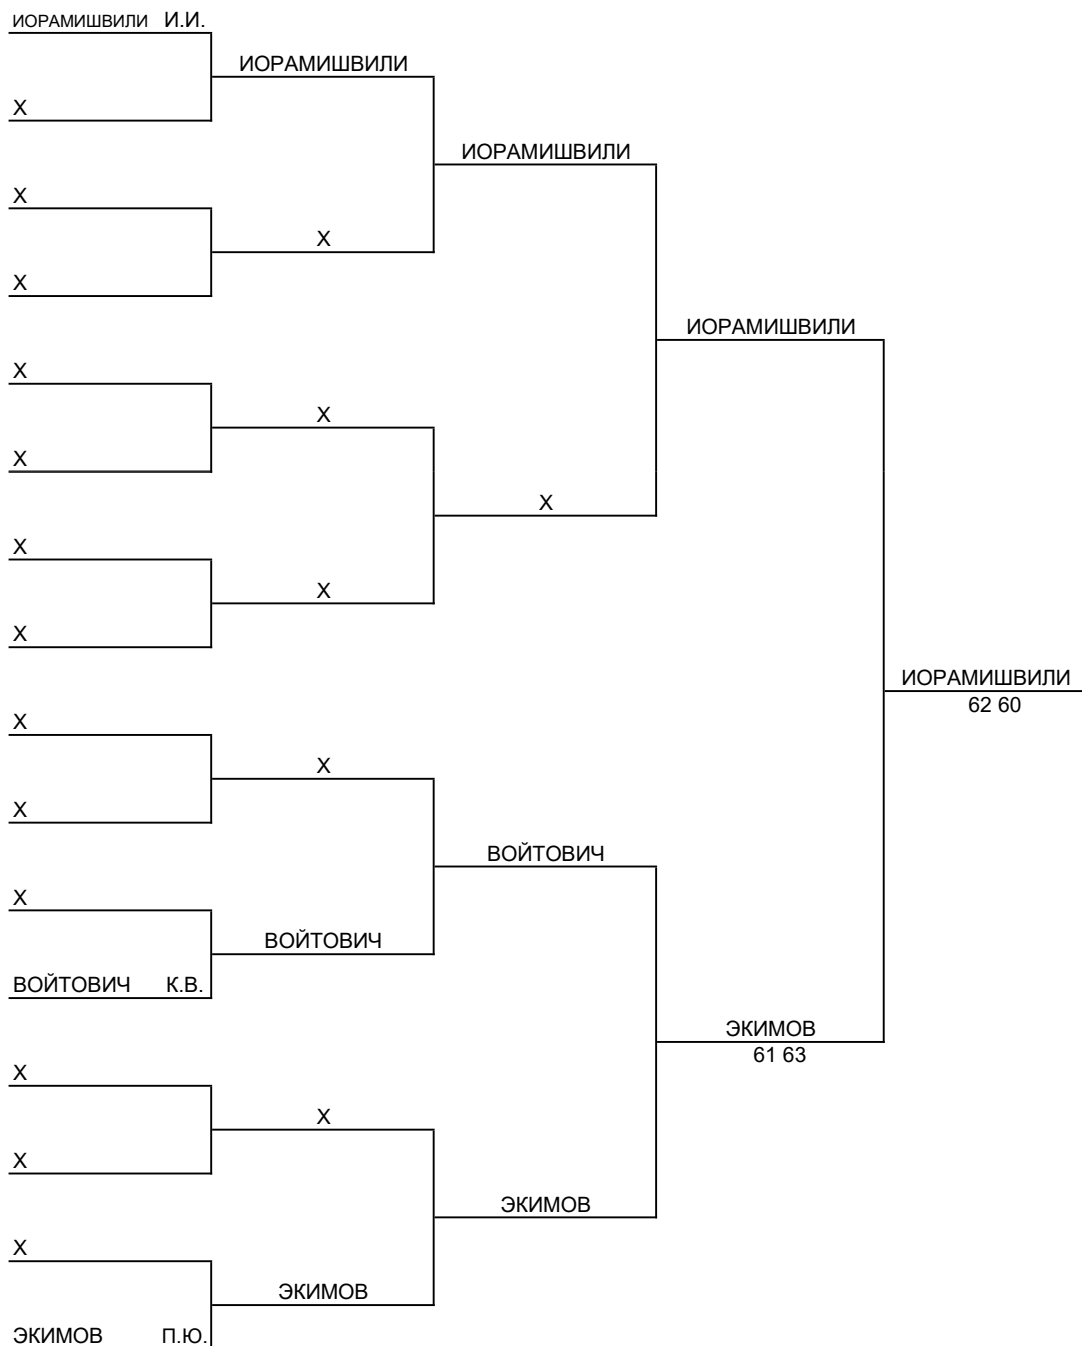 ИОРАМИШВИЛИ И.И.
ИОРАМИШВИЛИ
X
ИОРАМИШВИЛИ
X
X
X
ИОРАМИШВИЛИ
X
X
X
X
X
X
X
ИОРАМИШВИЛИ
62 60
X
X
X
ВОЙТОВИЧ
X
ВОЙТОВИЧ
ВОЙТОВИЧ К.В.
ЭКИМОВ
61 63
X
X
X
ЭКИМОВ
X
ЭКИМОВ
ЭКИМОВ П.Ю.